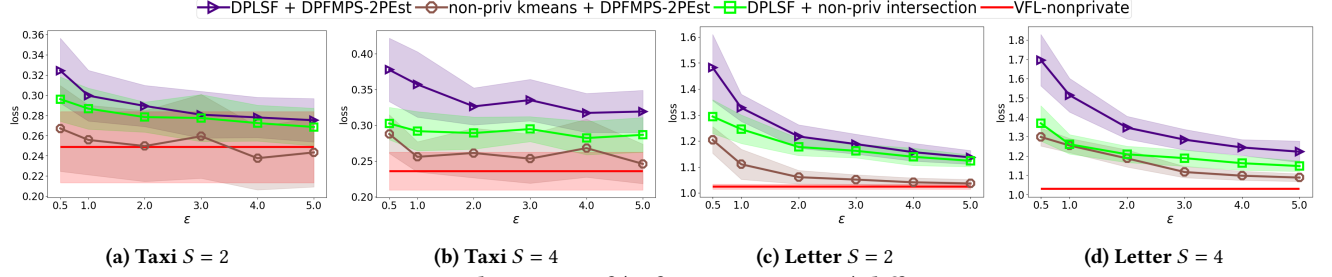 DPLSF + DPFMPS-2PEst non-priv kmeans + DPFMPS-2PEst DPLSF + non-priv intersection VFL-nonprivate
0.36
0.34
0.32
0.30
0.28
0.26
0.24
0.22
0.20
loss
0.5 1.0 2.0 3.0 4.0 5.0
ε
(a) Taxi S = 2
0.40
0.35
0.30
0.25
0.20
loss
0.5 1.0 2.0 3.0 4.0 5.0
ε
(b) Taxi S = 4
1.6
1.5
1.4
1.3
1.2
1.1
1.0
loss
0.5 1.0 2.0 3.0 4.0 5.0
ε
(c) Letter S = 2
1.8
1.7
1.6
1.5
1.4
1.3
1.2
1.1
1.0
loss
0.5 1.0 2.0 3.0 4.0 5.0
ε
(d) Letter S = 4